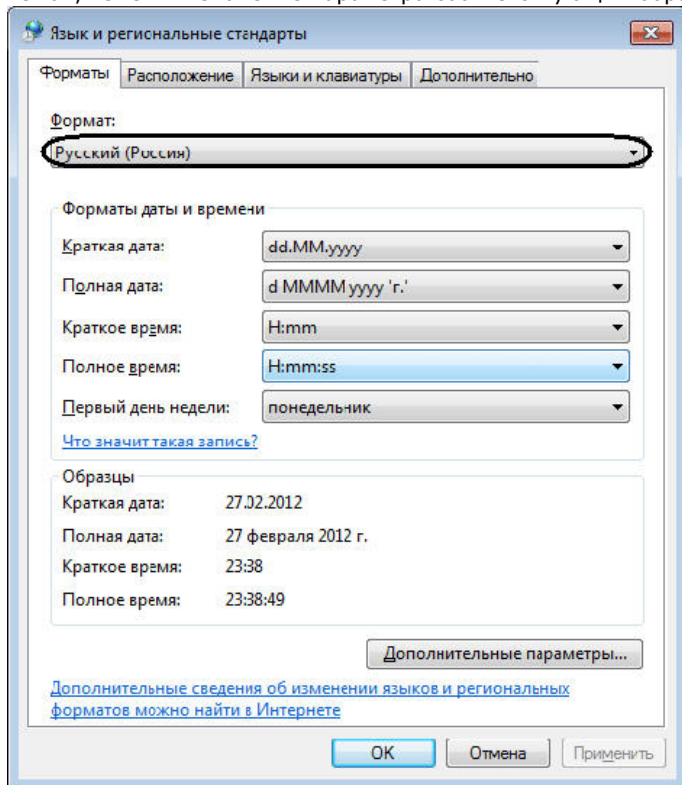 Язык и региональные стандарты
Форматы Расположение Языки и клавиатуры Дополнительно
Формат:
Русский (Россия)
Форматы даты и времени
Краткая дата: dd.MM.yyyy
Полная дата: d MMMM yyyy 'г.'
Краткое время: H:mm
Полное время: H:mm:ss
Первый день недели: понедельник
Что значит такая запись?
Образцы
Краткая дата: 27.02.2012
Полная дата: 27 февраля 2012 г.
Краткое время: 23:38
Полное время: 23:38:49
Дополнительные параметры...
Дополнительные сведения об изменении языков и региональных
форматов можно найти в Интернете
ОК Отмена Применить